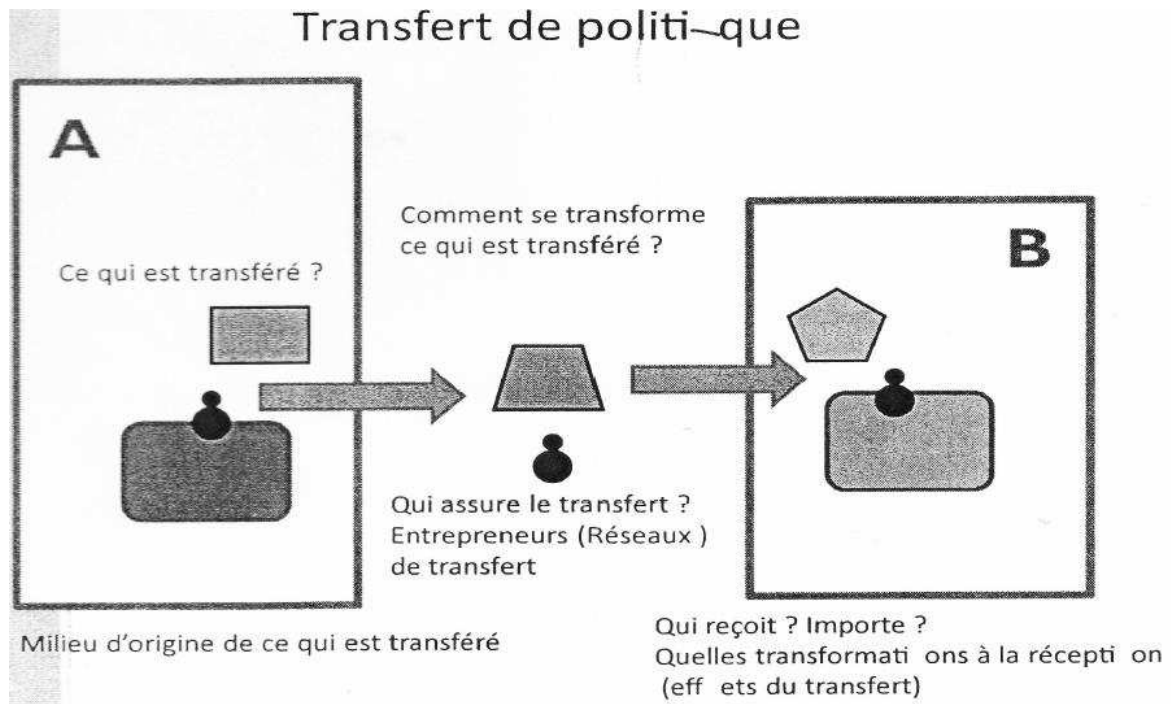 Transfert de politi-que
A
Ce qui est transféré ?
Comment se transforme
ce qui est transféré ?
B
Qui assure le transfert ?
Entrepreneurs (Réseaux )
de transfert
Milieu d'origine de ce qui est transféré
Qui reçoit ? Importe ?
Quelles transformati ons à la récepti on
(eff ets du transfert)